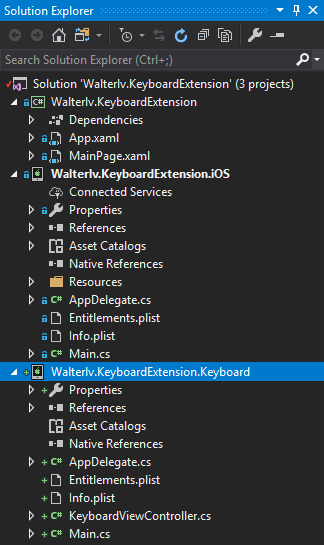 Solution Explorer
Search Solution Explorer (Ctrl+;)
Solution 'Walterlv.KeyboardExtension' (3 projects)
C# Walterlv.KeyboardExtension
Dependencies
App.xaml
MainPage.xaml
Walterlv.KeyboardExtension.iOS
Connected Services
Properties
References
Asset Catalogs
Native References
Resources
C# AppDelegate.cs
Entitlements.plist
Info.plist
C# Main.cs
Walterlv.KeyboardExtension.Keyboard
Properties
References
Asset Catalogs
Native References
C# AppDelegate.cs
Entitlements.plist
Info.plist
C# KeyboardViewController.cs
C# Main.cs